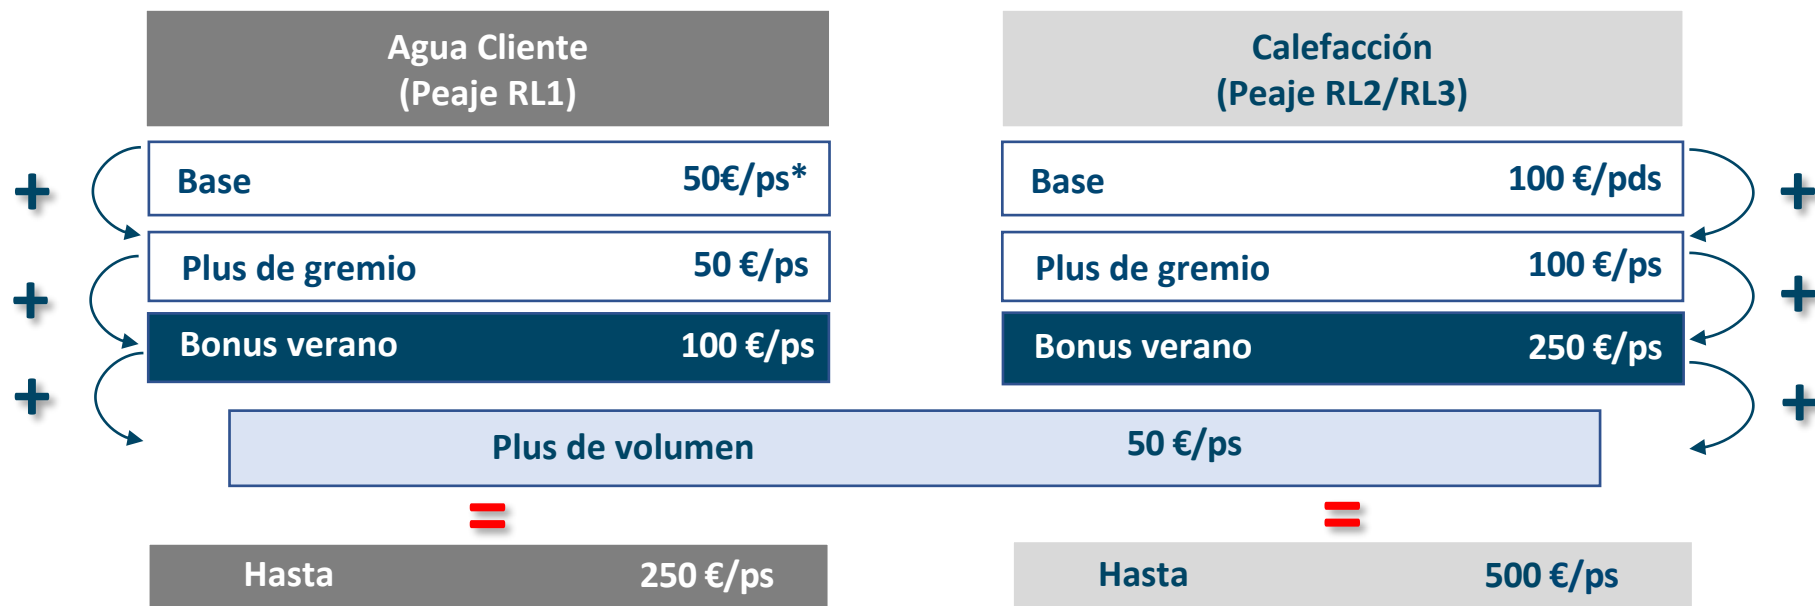 Agua Cliente
(Peaje RL1)
Calefacción
(Peaje RL2/RL3)
Base 50€/ps*
Base 100 €/pds
+ +
Plus de gremio 50 €/ps
Plus de gremio 100 €/ps
+ +
Bonus verano 100 €/ps
Bonus verano 250 €/ps
+ +
Plus de volumen 50 €/ps
= =
Hasta 250 €/ps
Hasta 500 €/ps